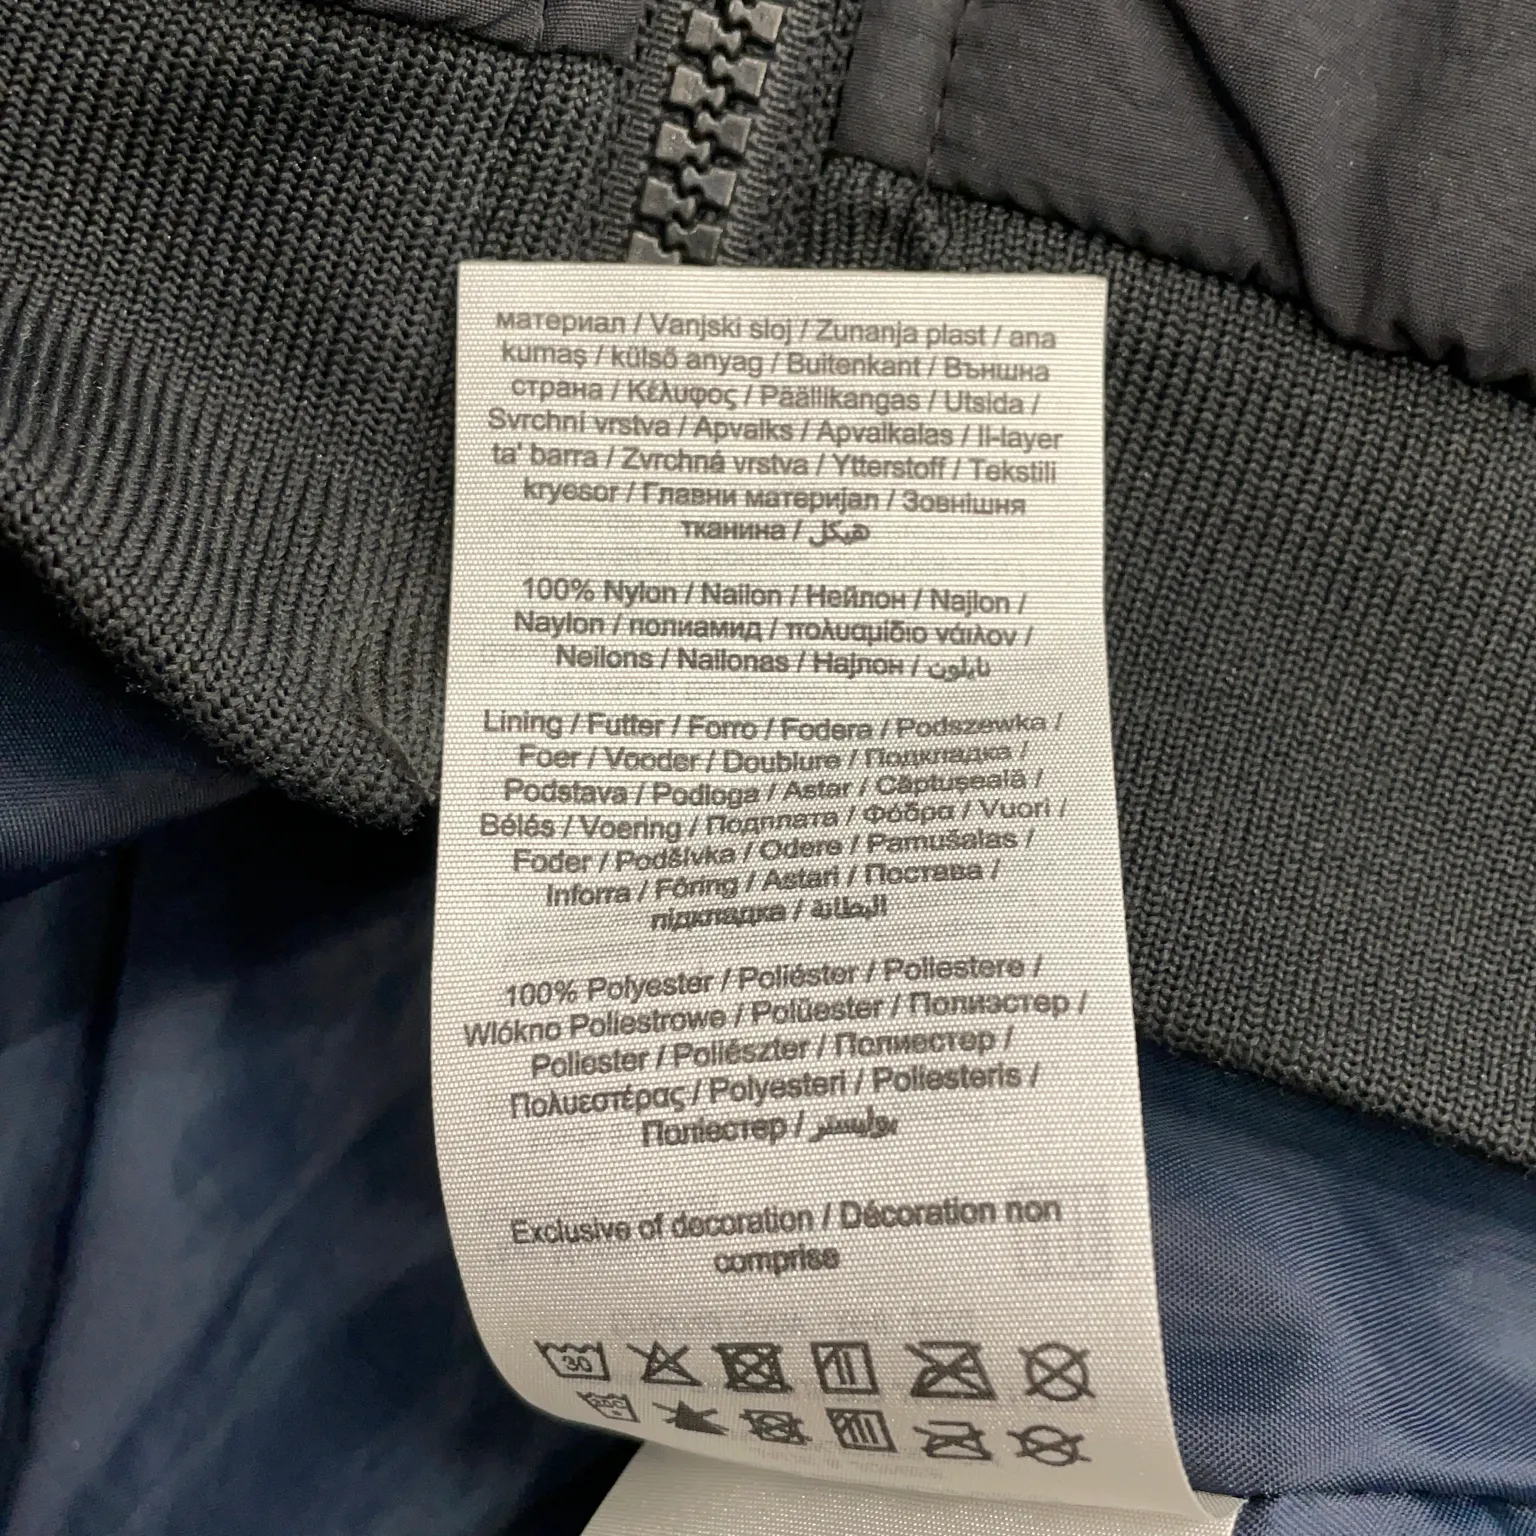 материал / Vanjski sloj / Zunanja plast / ana
kumaş / külső anyag / Buitenkant / Външна
страна / Κέλυφος / Päällikangas / Utsida /
Svrchní vrstva / Apvalks / Apvalkalas / Il-layer
ta' barra / Zvrchná vrstva / Ytterstoff / Tekstili
kryesor / Главни материјал / Зовнішня
тканина / هيكل
100% Nylon / Nailon / Нейлон / Najlon /
Naylon / полиамид / πολυαμίδιο νάιλον /
Neilons / Nailonas / Најлон / نايلون
Lining / Futter / Forro / Fodera / Podszewka /
Foer / Vooder / Doublure / Подкладка /
Podstava / Podloga / Astar / Căptușeală /
Bélés / Voering / Подплата / Φόδρα / Vuori /
Foder / Podšívka / Odere / Pamušalas /
Inforra / Fôring / Astari / Постава /
підкладка / البطانة
100% Polyester / Poliéster / Poliestere /
Wlókno Poliestrowe / Polüester / Полиэстер /
Poliester / Poliészter / Полиестер /
Πολυεστέρας / Polyesteri / Poliesteris /
Поліестер / بوليستر
Exclusive of decoration / Décoration non
comprise
30